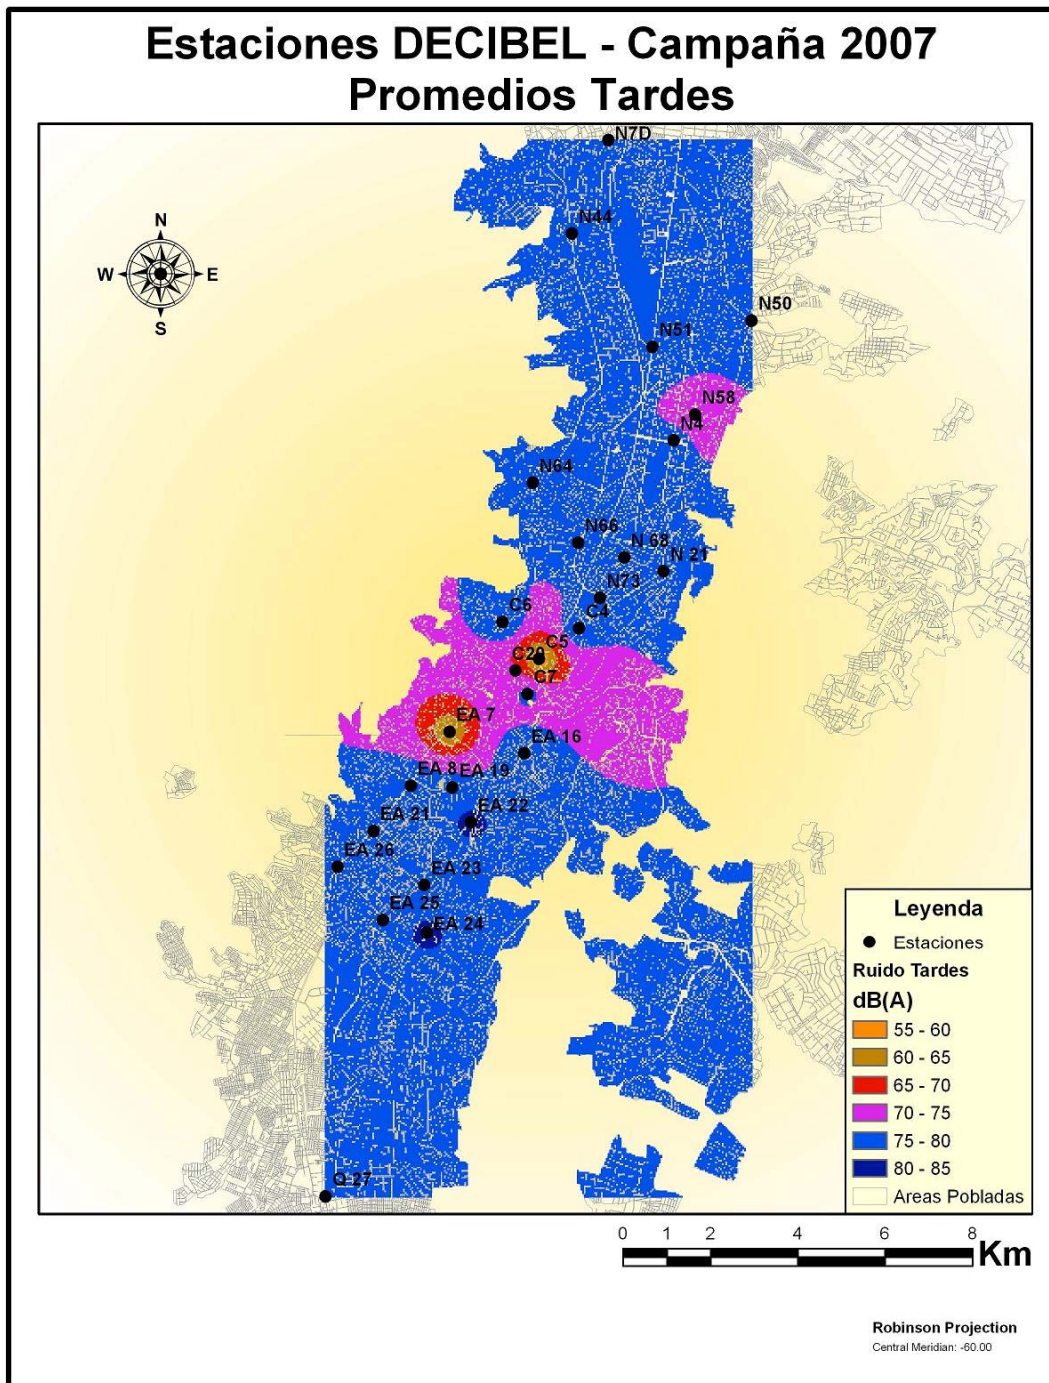 Estaciones DECIBEL - Campaña 2007
Promedios Tardes
N7D
N44
N
W E
S
N50
N51
N58
N4
N64
N66
N 68
N 21
N73
C6
C4
C5
C20
C7
EA 7
EA 16
EA 8
EA 19
EA 22
EA 21
EA 26
EA 23
EA 25
EA 24
Q 27
Leyenda
Estaciones
Ruido Tardes
dB(A)
55 - 60
60 - 65
65 - 70
70 - 75
75 - 80
80 - 85
Areas Pobladas
0 1 2 4 6 8
Km
Robinson Projection
Central Meridian: -60.00